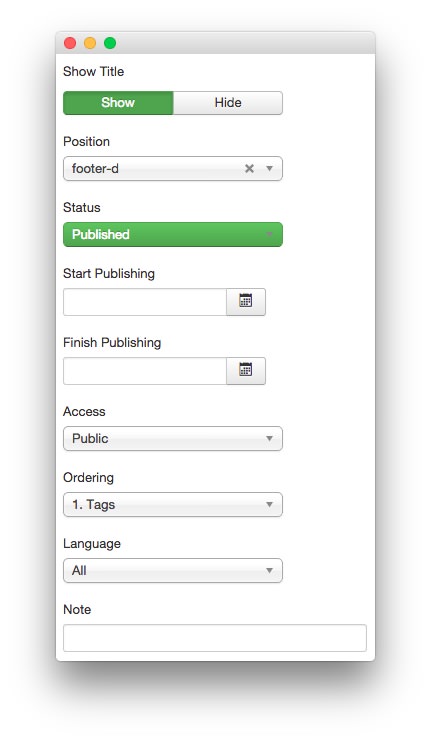 Show Title
Show Hide
Position
footer-d
Status
Published
Start Publishing
Finish Publishing
Access
Public
Ordering
1. Tags
Language
All
Note